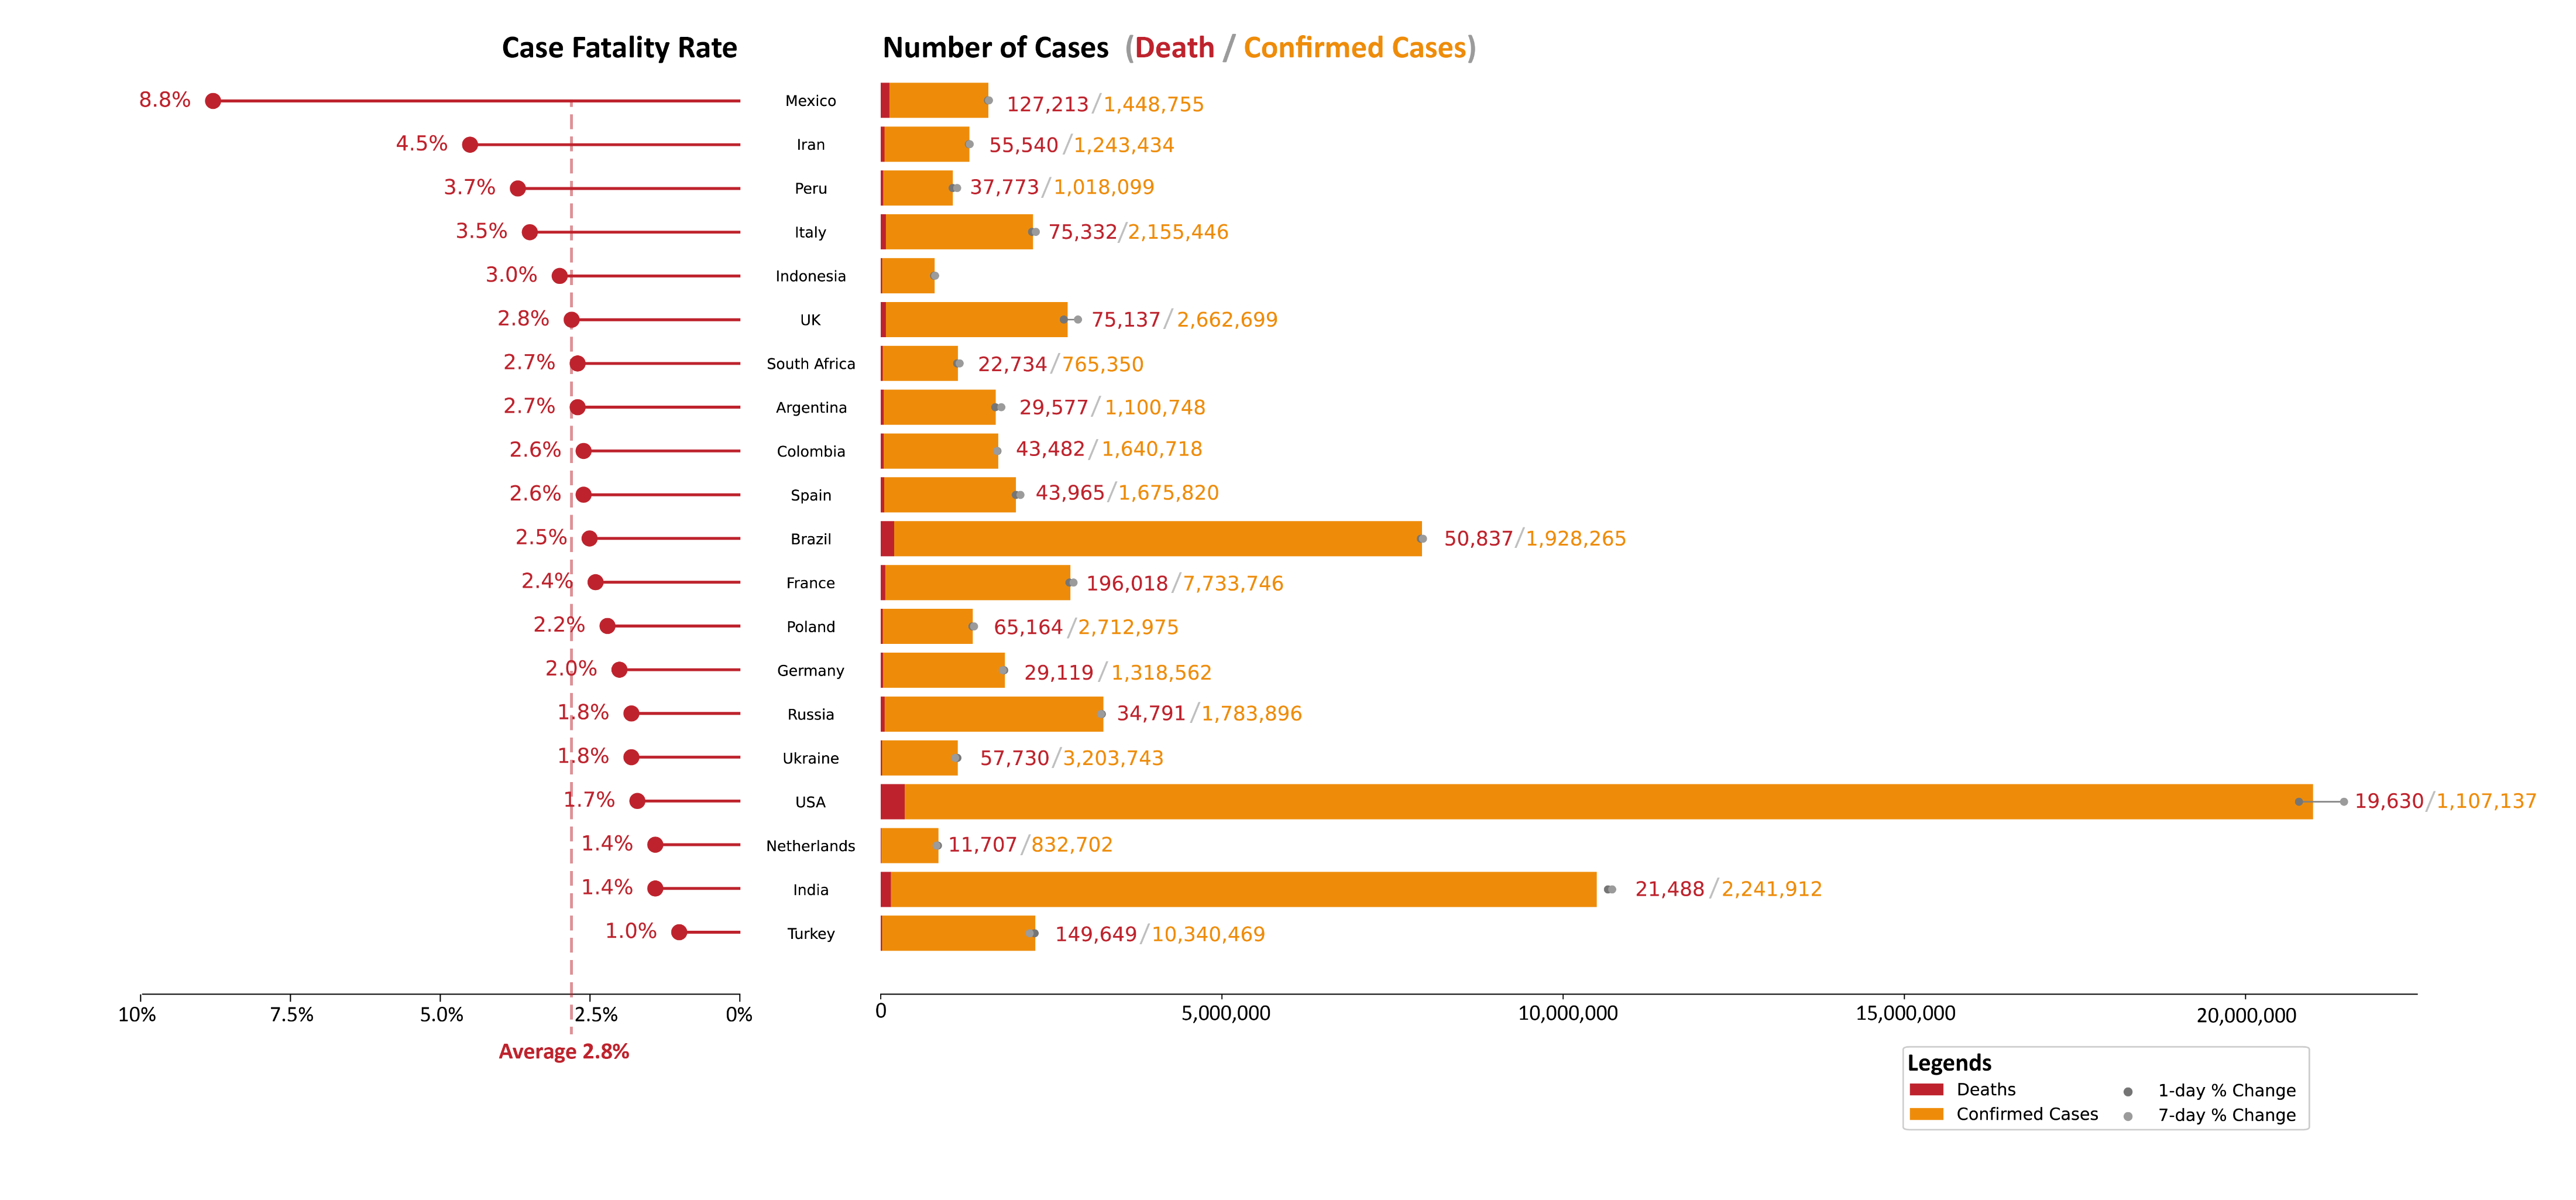 Case Fatality Rate
Number of Cases (Death / Confirmed Cases)
8.8% Mexico 127,213/1,448,755
4.5% Iran 55,540/1,243,434
3.7% Peru 37,773/1,018,099
3.5% Italy 75,332/2,155,446
3.0% Indonesia
2.8% UK 75,137/2,662,699
2.7% South Africa 22,734/765,350
2.7% Argentina 29,577/1,100,748
2.6% Colombia 43,482/1,640,718
2.6% Spain 43,965/1,675,820
2.5% Brazil 50,837/1,928,265
2.4% France 196,018/7,733,746
2.2% Poland 65,164/2,712,975
2.0% Germany 29,119/1,318,562
1.8% Russia 34,791/1,783,896
1.8% Ukraine 57,730/3,203,743
1.7% USA 19,630/1,107,137
1.4% Netherlands 11,707/832,702
1.4% India 21,488/2,241,912
1.0% Turkey 149,649/10,340,469
10% 7.5% 5.0% 2.5% 0%
0 5,000,000 10,000,000 15,000,000 20,000,000
Average 2.8%
Legends
Deaths
Confirmed Cases
1-day % Change
7-day % Change